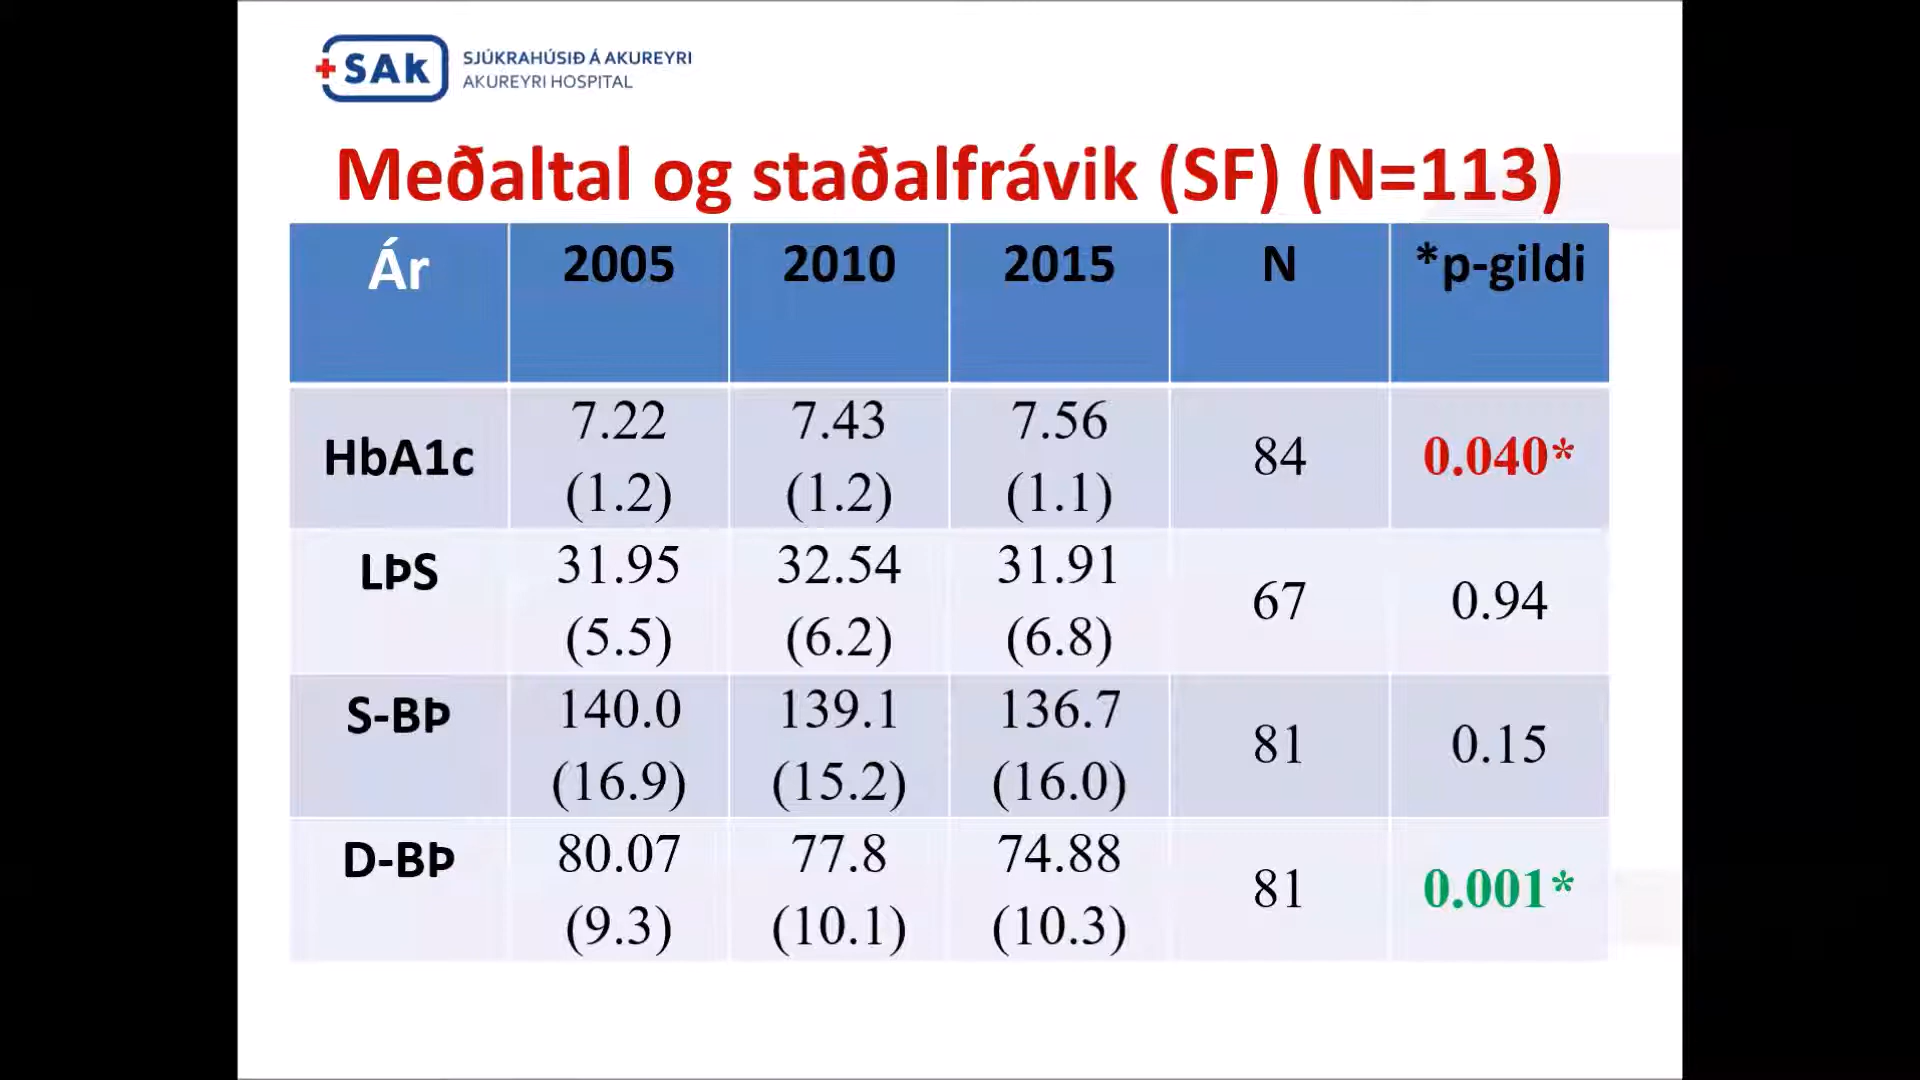 SAk
SJÚKRAHÚSIÐ Á AKUREYRI
AKUREYRI HOSPITAL
Meðaltal og staðalfrávik (SF) (N=113)
Ár 2005 2010 2015 N *p-gildi
HbA1c 7.22 (1.2) 7.43 (1.2) 7.56 (1.1) 84 0.040*
LÞS 31.95 (5.5) 32.54 (6.2) 31.91 (6.8) 67 0.94
S-BÞ 140.0 (16.9) 139.1 (15.2) 136.7 (16.0) 81 0.15
D-BÞ 80.07 (9.3) 77.8 (10.1) 74.88 (10.3) 81 0.001*